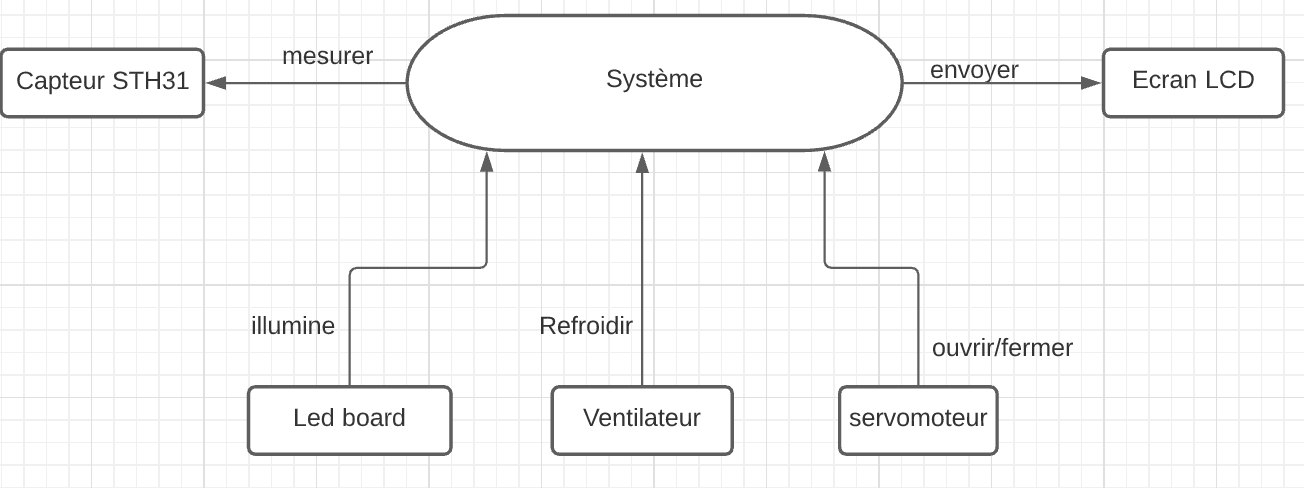 mesurer
Capteur STH31
Système
envoyer
Ecran LCD
illumine
Refroidir
ouvrir/fermer
Led board
Ventilateur
servomoteur